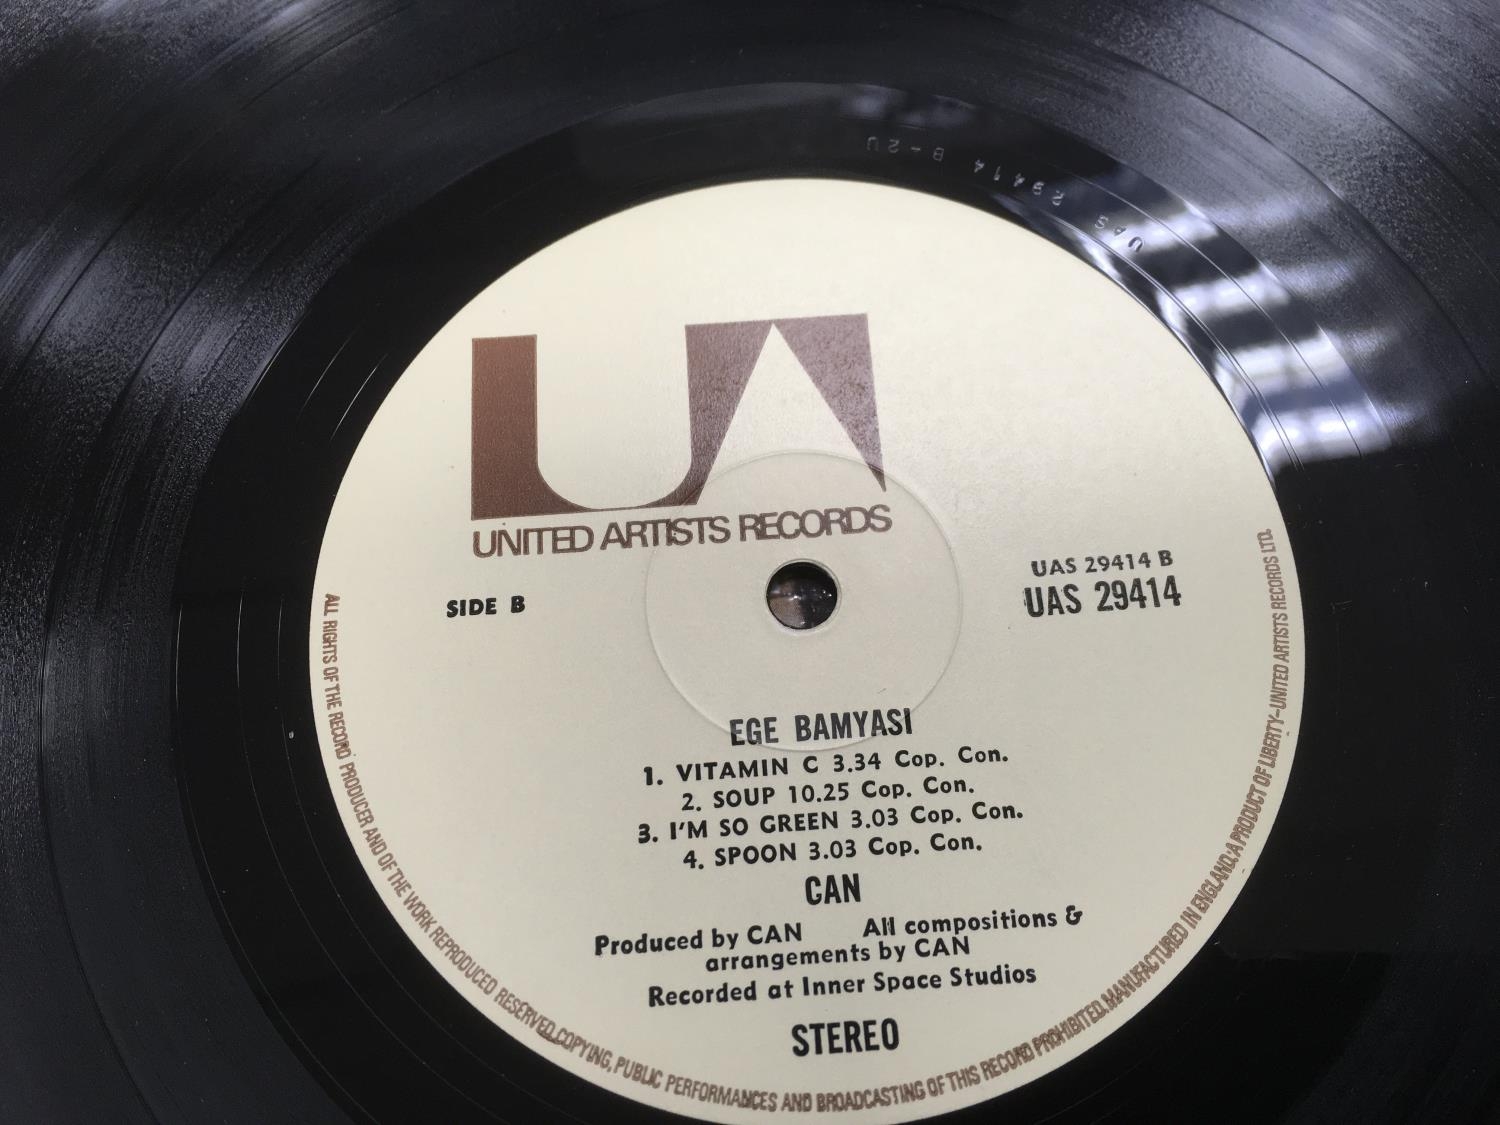 UAS 29414 B-2U
UA
UNITED ARTISTS RECORDS
SIDE B
UAS 29414 B
UAS 29414
EGE BAMYASI
1. VITAMIN C 3.34 Cop. Con.
2. SOUP 10.25 Cop. Con.
3. I'M SO GREEN 3.03 Cop. Con.
4. SPOON 3.03 Cop. Con.
CAN
Produced by CAN All compositions &
arrangements by CAN
Recorded at Inner Space Studios
STEREO
ALL RIGHTS OF THE RECORD PRODUCER AND OF THE WORK REPRODUCED RESERVED. COPYING, PUBLIC PERFORMANCES AND BROADCASTING OF THIS RECORD PROHIBITED. MANUFACTURED IN ENGLAND. A PRODUCT OF LIBERTY-UNITED ARTISTS RECORDS LTD.